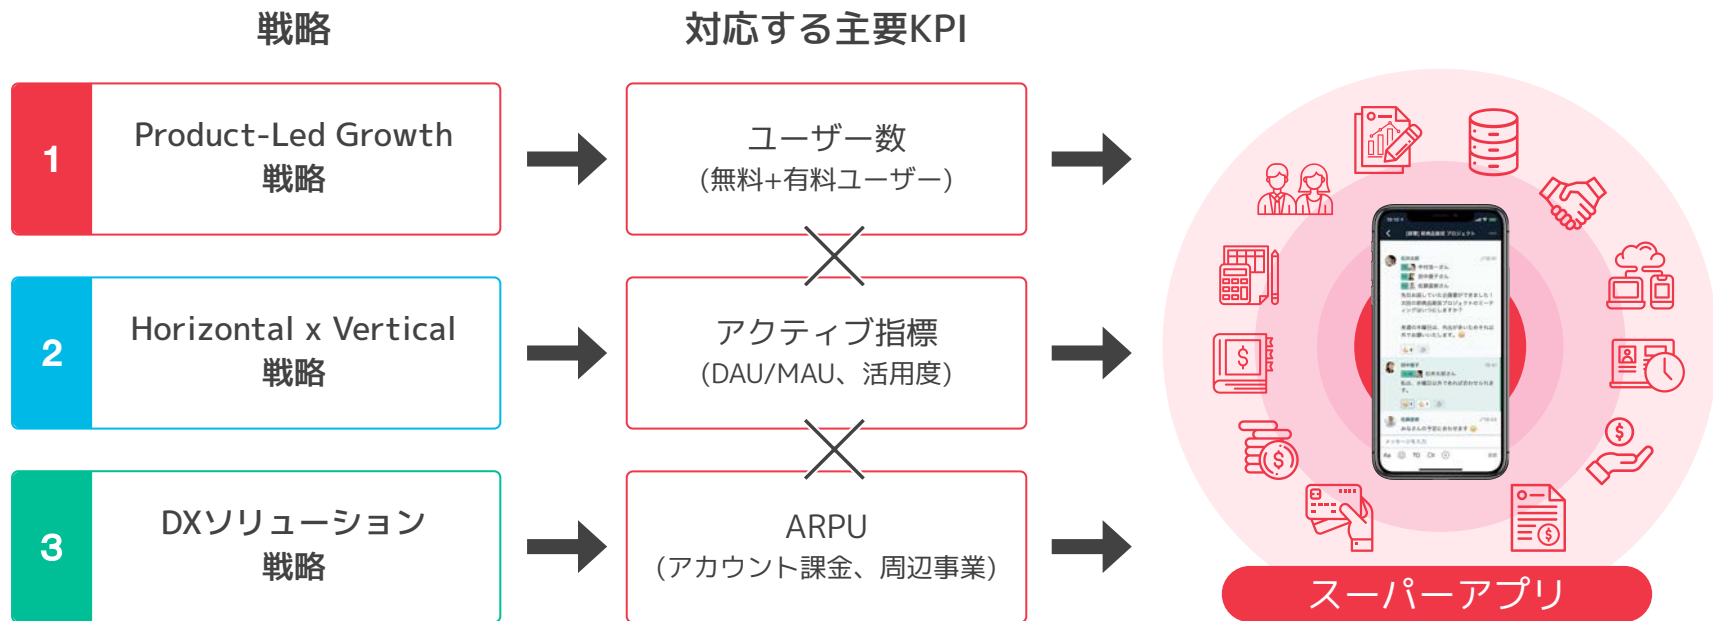 戦略
対応する主要KPI
1
Product-Led Growth
戦略
ユーザー数
(無料+有料ユーザー)
2
Horizontal x Vertical
戦略
アクティブ指標
(DAU/MAU、活用度)
3
DXソリューション
戦略
ARPU
(アカウント課金、周辺事業)
スーパーアプリ